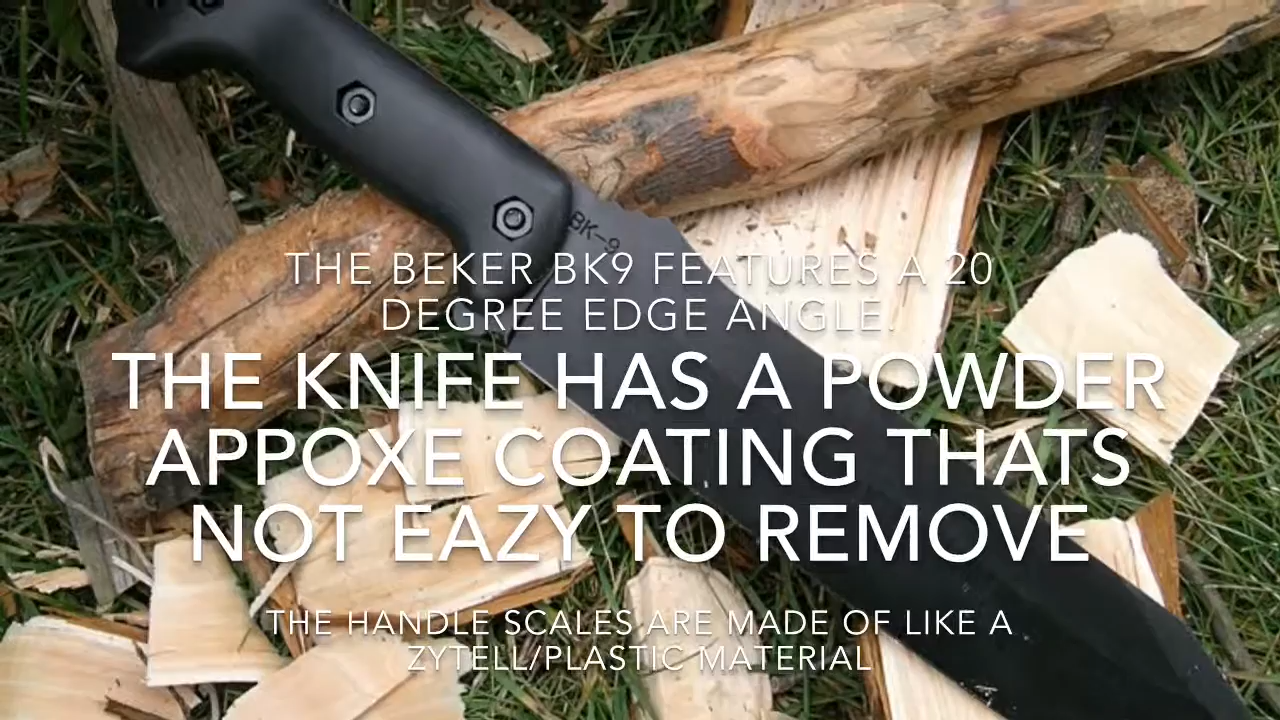 BK-9
THE BEKER BK9 FEATURES A 20
DEGREE EDGE ANGLE.
THE KNIFE HAS A POWDER
APPOXE COATING THATS
NOT EAZY TO REMOVE
THE HANDLE SCALES ARE MADE OF LIKE A
ZYTELL/PLASTIC MATERIAL